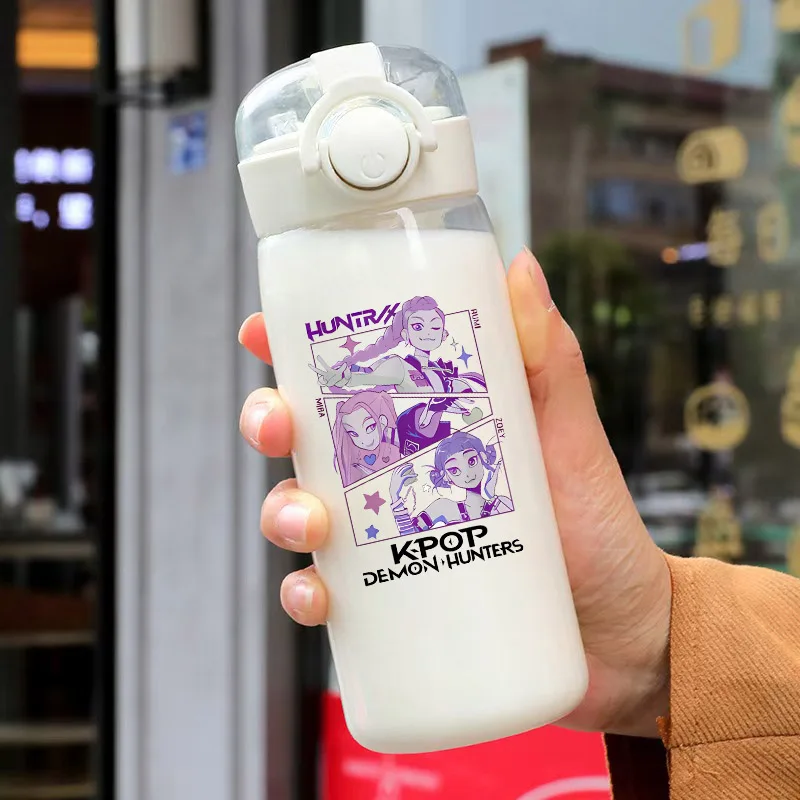 HUNTR/X
RUMI
MIRA
ZOEY
K-POP
DEMON HUNTERS